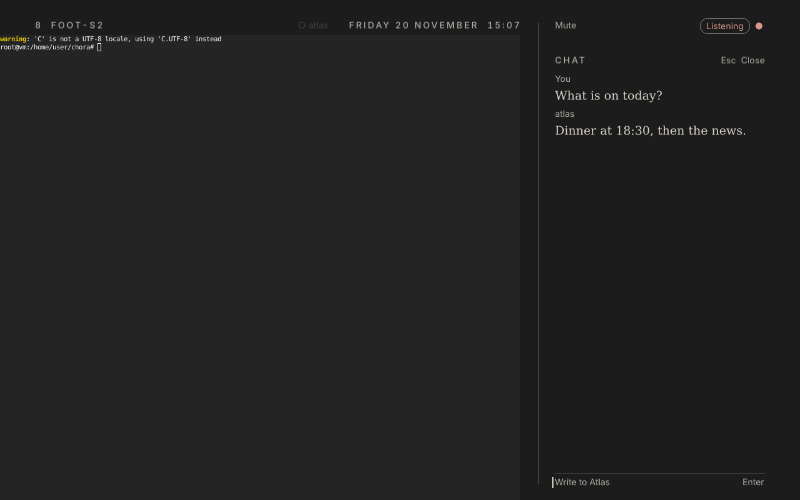 8 FOOT-S2
atlas
FRIDAY 20 NOVEMBER 15:07
warning: 'C' is not a UTF-8 locale, using 'C.UTF-8' instead
root@vm:/home/user/chora#
Mute
Listening
CHAT
Esc Close
You
What is on today?
atlas
Dinner at 18:30, then the news.
Write to Atlas
Enter